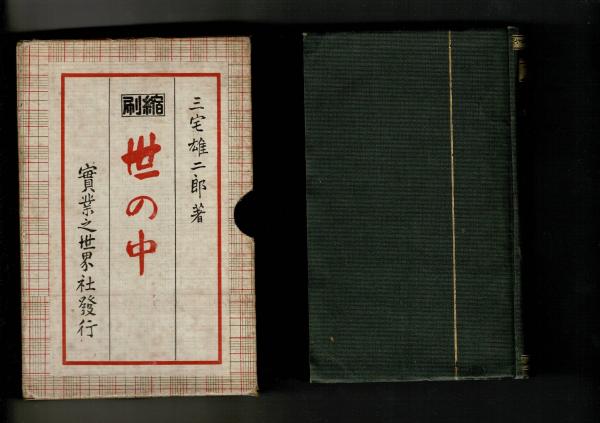 三宅雄二郎著
縮刷
世の中
實業之世界社發行